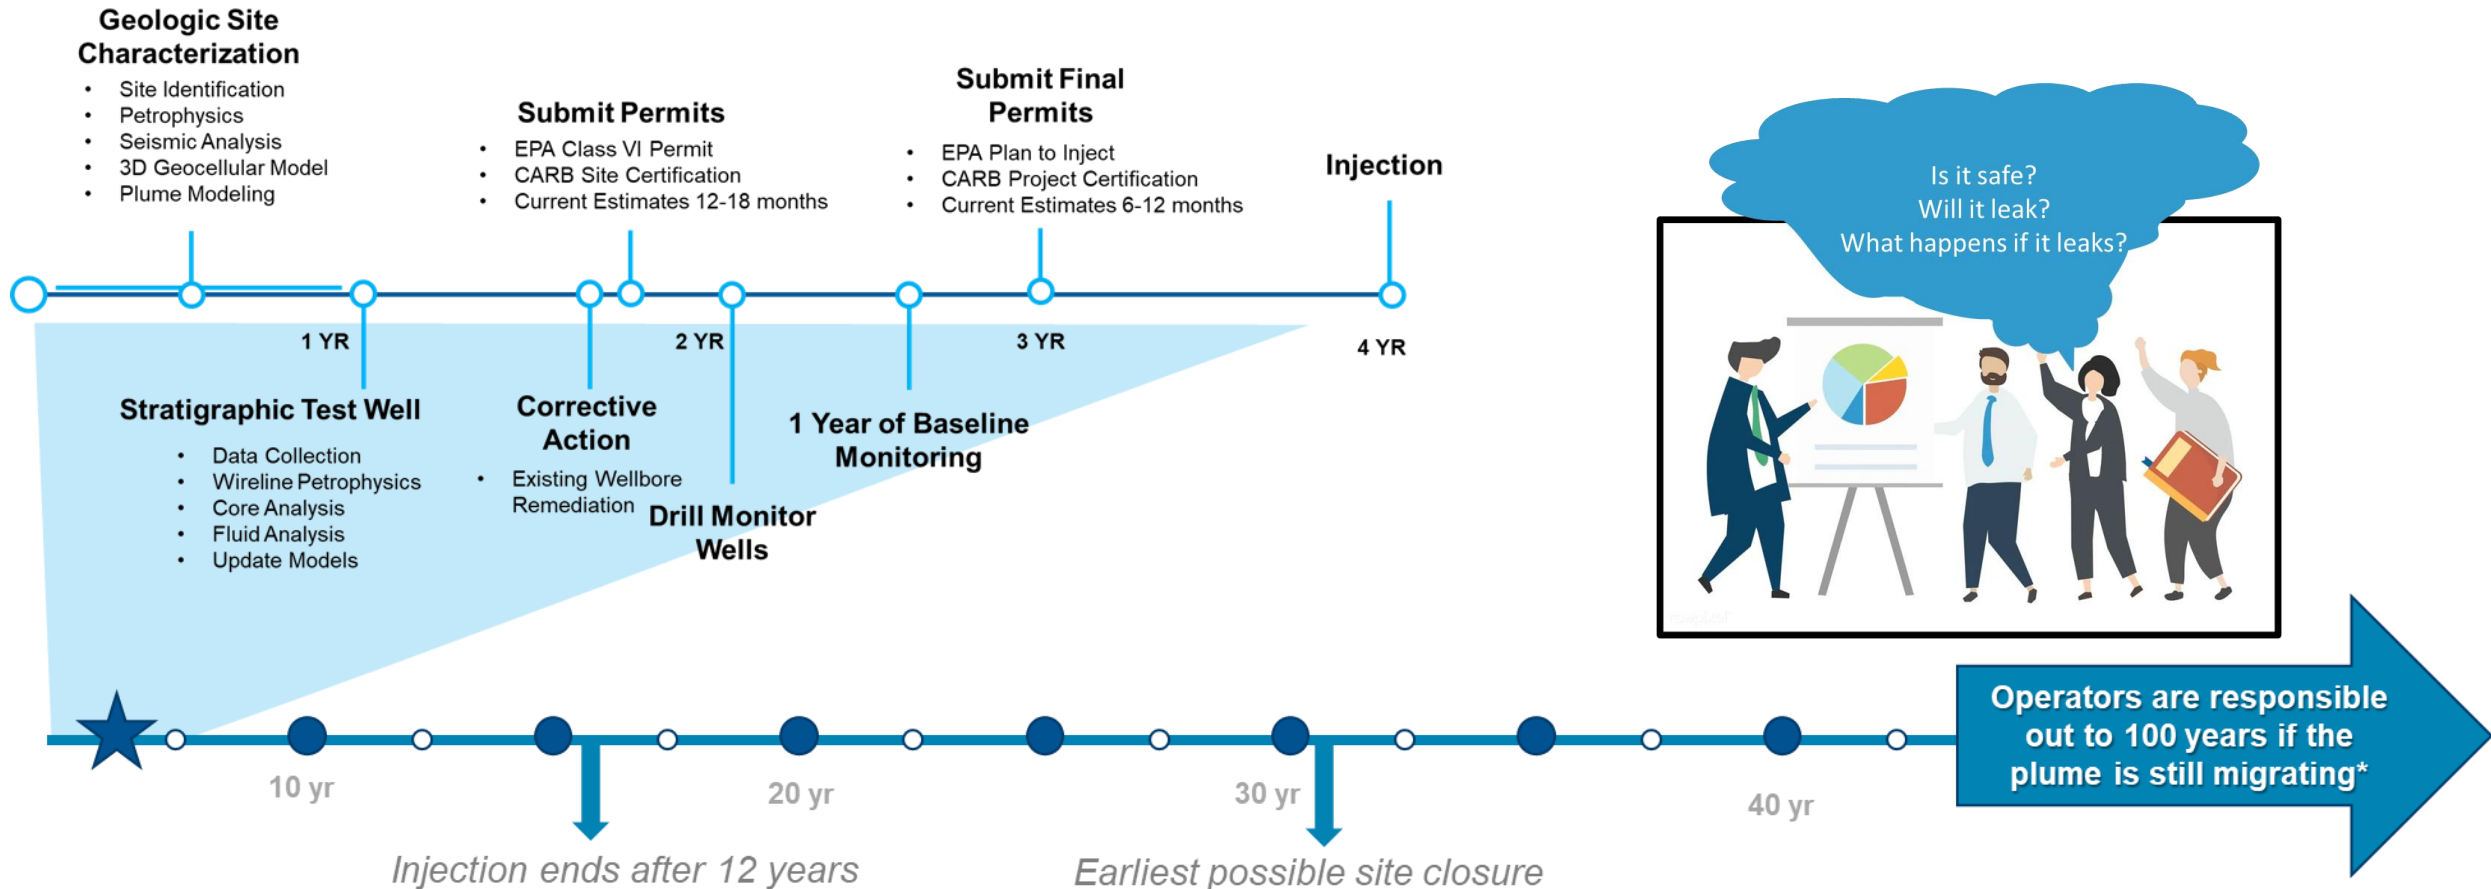 Geologic Site
Characterization
• Site Identification
• Petrophysics
• Seismic Analysis
• 3D Geocellular Model
• Plume Modeling
Submit Permits
• EPA Class VI Permit
• CARB Site Certification
• Current Estimates 12-18 months
Submit Final
Permits
• EPA Plan to Inject
• CARB Project Certification
• Current Estimates 6-12 months
Injection
1 YR
2 YR
3 YR
4 YR
Stratigraphic Test Well
• Data Collection
• Wireline Petrophysics
• Core Analysis
• Fluid Analysis
• Update Models
Corrective
Action
• Existing Wellbore
Remediation
Drill Monitor
Wells
1 Year of Baseline
Monitoring
Is it safe?
Will it leak?
What happens if it leaks?
10 yr
20 yr
30 yr
40 yr
Injection ends after 12 years
Earliest possible site closure
Operators are responsible
out to 100 years if the
plume is still migrating*